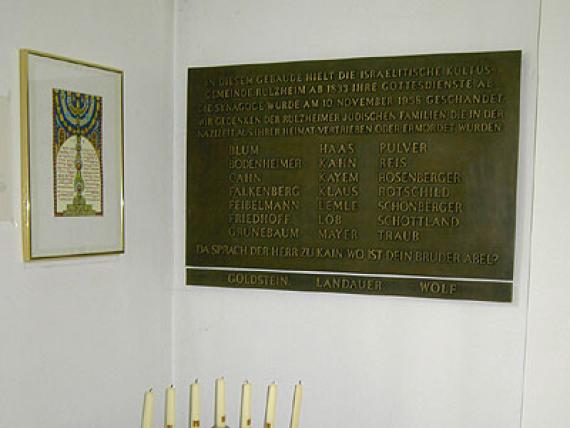 IN DIESEM GEBÄUDE HIELT DIE ISRAELITISCHE KULTUS-
GEMEINDE RÜLZHEIM AB 1833 IHRE GOTTESDIENSTE AB.
DIE SYNAGOGE WURDE AM 10 NOVEMBER 1938 GESCHÄNDET.
WIR GEDENKEN DER RÜLZHEIMER JÜDISCHEN FAMILIEN DIE IN DER
NAZIZEIT AUS IHRER HEIMAT VERTRIEBEN ODER ERMORDET WURDEN
BLUM HAAS PULVER
BODENHEIMER KAHN REIS
CAHN KAYEM ROSENBERGER
FALKENBERG KLAUS ROTSCHILD
FEIBELMANN LEMLE SCHÖNBERGER
FRIEDHOFF LÖB SCHOTTLAND
GRÜNEBAUM MAYER TRAUB
DA SPRACH DER HERR ZU KAIN WO IST DEIN BRUDER ABEL?
GOLDSTEIN LANDAUER WOLF